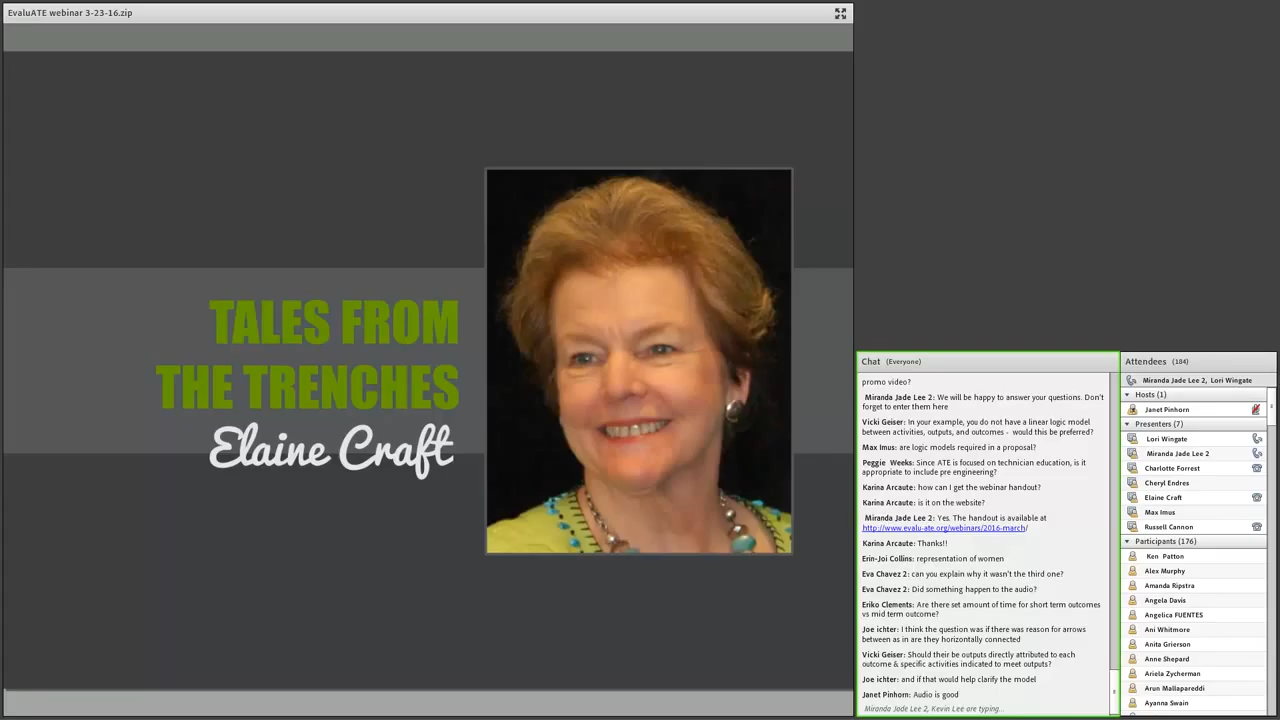 EvaluATE webinar 3-23-16.zip
TALES FROM
THE TRENCHES
Elaine Craft
Chat (Everyone)
promo video?
Miranda Jade Lee 2: We will be happy to answer your questions. Don't
forget to enter them here
Vicki Geiser: In your example, you do not have a linear logic model
between activities, outputs, and outcomes - would this be preferred?
Max Imus: are logic models required in a proposal?
Peggie Weeks: Since ATE is focused on technician education, is it
appropriate to include pre engineering?
Karina Arcaute: how can I get the webinar handout?
Karina Arcaute: is it on the website?
Miranda Jade Lee 2: Yes. The handout is available at
http://www.evalu-ate.org/webinars/2016-march/
Karina Arcaute: Thanks!!
Erin-Joi Collins: representation of women
Eva Chavez 2: can you explain why it wasn't the third one?
Eva Chavez 2: Did something happen to the audio?
Eriko Clements: Are there set amount of time for short term outcomes
vs mid term outcome?
Joe ichter: I think the question was if there was reason for arrows
between as in are they horizontally connected
Vicki Geiser: Should their be outputs directly attributed to each
outcome & specific activities indicated to meet outputs?
Joe ichter: and if that would help clarify the model
Janet Pinhorn: Audio is good
Miranda Jade Lee 2, Kevin Lee are typing...
Attendees (184)
Miranda Jade Lee 2, Lori Wingate
Hosts (1)
Janet Pinhorn
Presenters (7)
Lori Wingate
Miranda Jade Lee 2
Charlotte Forrest
Cheryl Endres
Elaine Craft
Max Imus
Russell Cannon
Participants (176)
Ken Patton
Alex Murphy
Amanda Ripstra
Angela Davis
Angelica FUENTES
Ani Whitmore
Anita Grierson
Anne Shepard
Ariela Zycherman
Arun Mallapareddi
Ayanna Swain